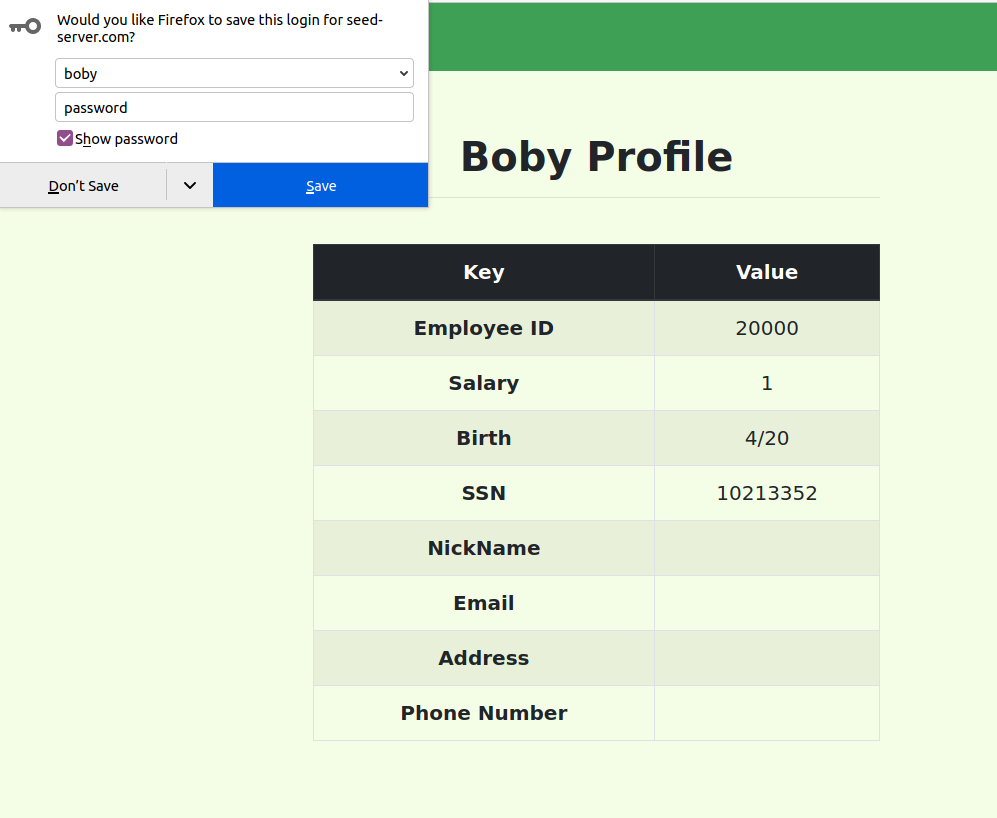 Would you like Firefox to save this login for seed-
server.com?
boby
password
Show password
Don’t Save
Save
Boby Profile
Key Value
Employee ID 20000
Salary 1
Birth 4/20
SSN 10213352
NickName
Email
Address
Phone Number